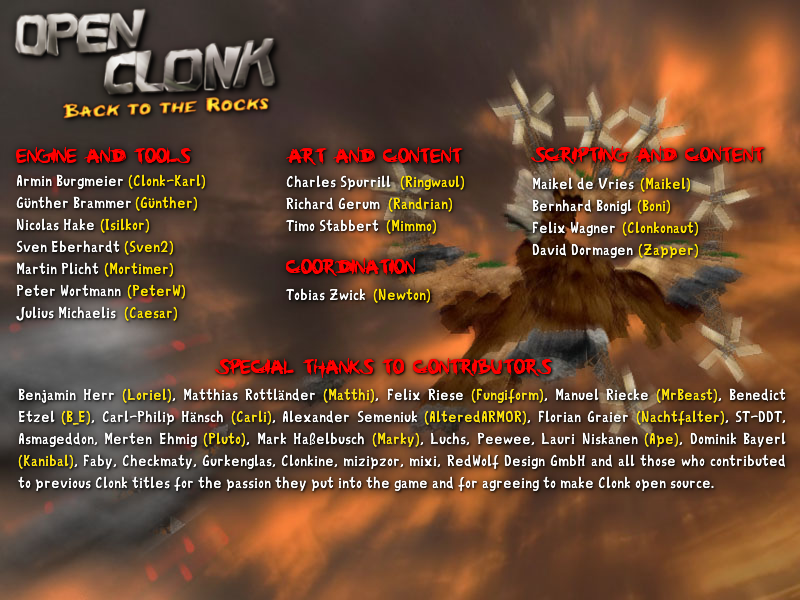 OPEN
CLONK
BACK TO THE ROCKS
ENGINE AND TOOLS
Armin Burgmeier (Clonk-Karl)
Günther Brammer (Günther)
Nicolas Hake (Isilkor)
Sven Eberhardt (Sven2)
Martin Plicht (Mortimer)
Peter Wortmann (PeterW)
Julius Michaelis (Caesar)
ART AND CONTENT
Charles Spurrill (Ringwaul)
Richard Gerum (Randrian)
Timo Stabbert (Mimmo)
COORDINATION
Tobias Zwick (Newton)
SCRIPTING AND CONTENT
Maikel de Vries (Maikel)
Bernhard Bonigl (Boni)
Felix Wagner (Clonkonaut)
David Dormagen (Zapper)
SPECIAL THANKS TO CONTRIBUTORS
Benjamin Herr (Loriel), Matthias Rottländer (Matthi), Felix Riese (Fungiform), Manuel Riecke (MrBeast), Benedict
Etzel (B_E), Carl-Philip Hänsch (Carli), Alexander Semeniuk (AlteredARMOR), Florian Graier (Nachtfalter), ST-DDT,
Asmageddon, Merten Ehmig (Pluto), Mark Haßelbusch (Marky), Luchs, Peewee, Lauri Niskanen (Ape), Dominik Bayerl
(Kanibal), Faby, Checkmaty, Gurkenglas, Clonkine, mizipzor, mixi, RedWolf Design GmbH and all those who contributed
to previous Clonk titles for the passion they put into the game and for agreeing to make Clonk open source.